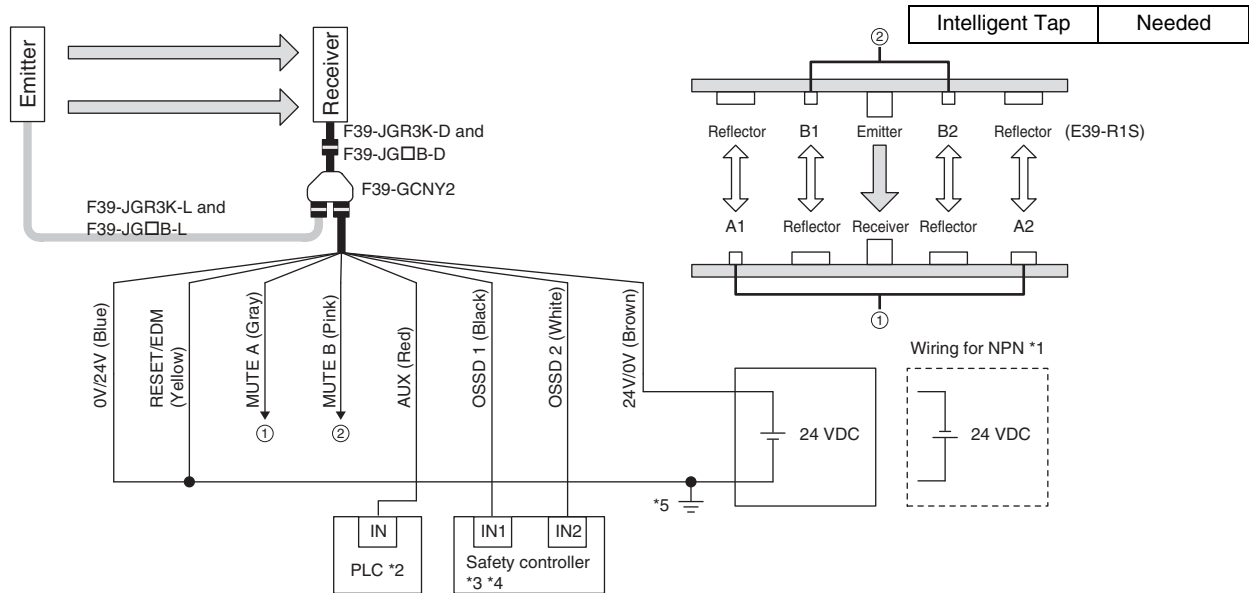 Intelligent Tap Needed
Emitter
Receiver
F39-JGR3K-D and
F39-JG□B-D
F39-GCNY2
F39-JGR3K-L and
F39-JG□B-L
②
Reflector B1 Emitter B2 Reflector (E39-R1S)
A1 Reflector Receiver Reflector A2
①
0V/24V (Blue)
RESET/EDM
(Yellow)
MUTE A (Gray)
MUTE B (Pink)
AUX (Red)
OSSD 1 (Black)
OSSD 2 (White)
24V/0V (Brown)
①
②
Wiring for NPN *1
24 VDC
24 VDC
*5
IN
PLC *2
IN1 IN2
Safety controller
*3 *4